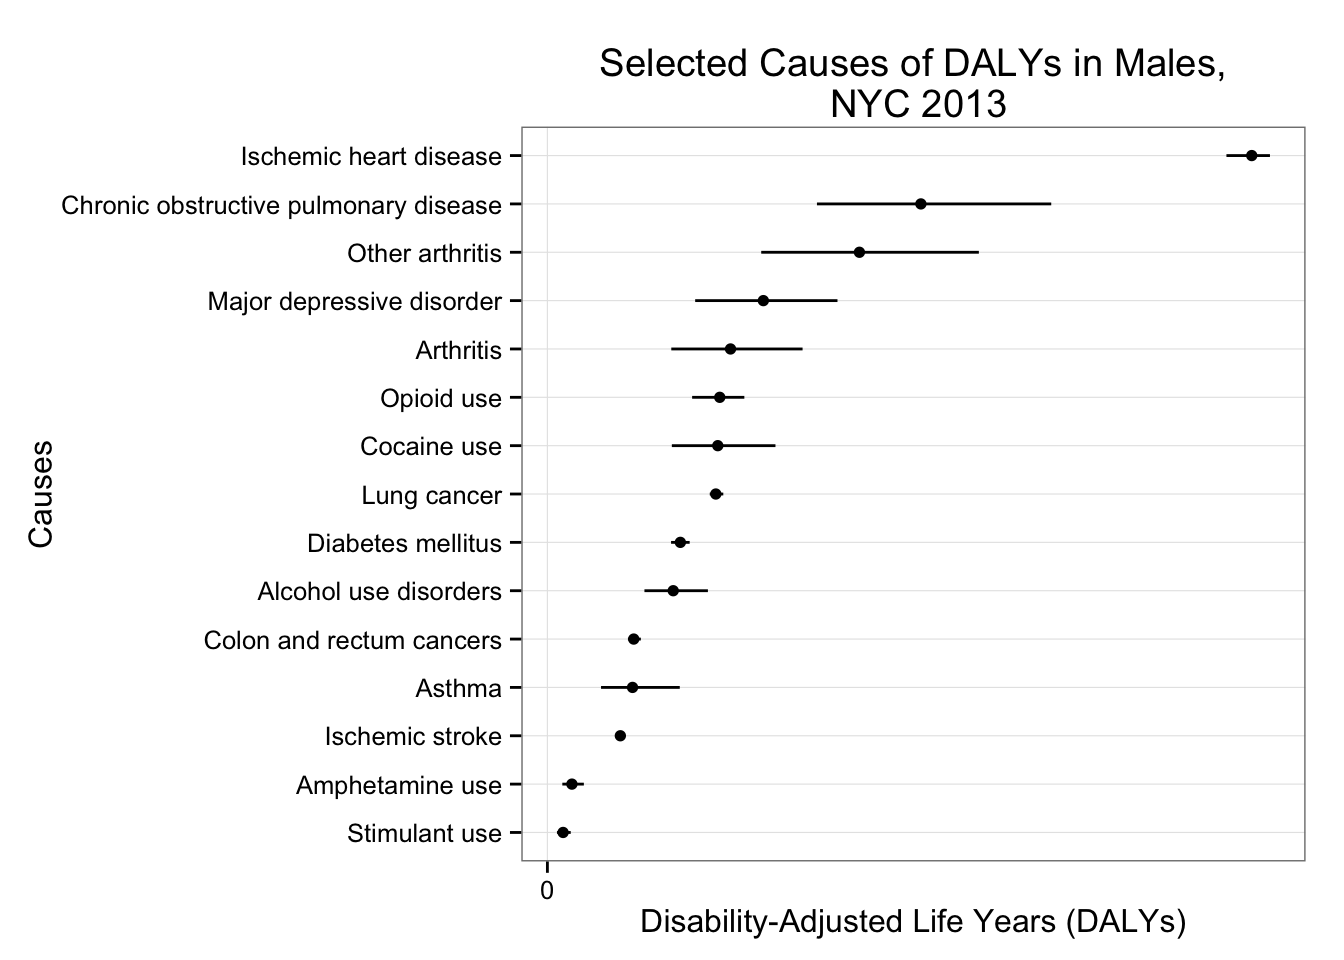 Selected Causes of DALYs in Males,
NYC 2013
Causes
Ischemic heart disease
Chronic obstructive pulmonary disease
Other arthritis
Major depressive disorder
Arthritis
Opioid use
Cocaine use
Lung cancer
Diabetes mellitus
Alcohol use disorders
Colon and rectum cancers
Asthma
Ischemic stroke
Amphetamine use
Stimulant use
0
Disability-Adjusted Life Years (DALYs)